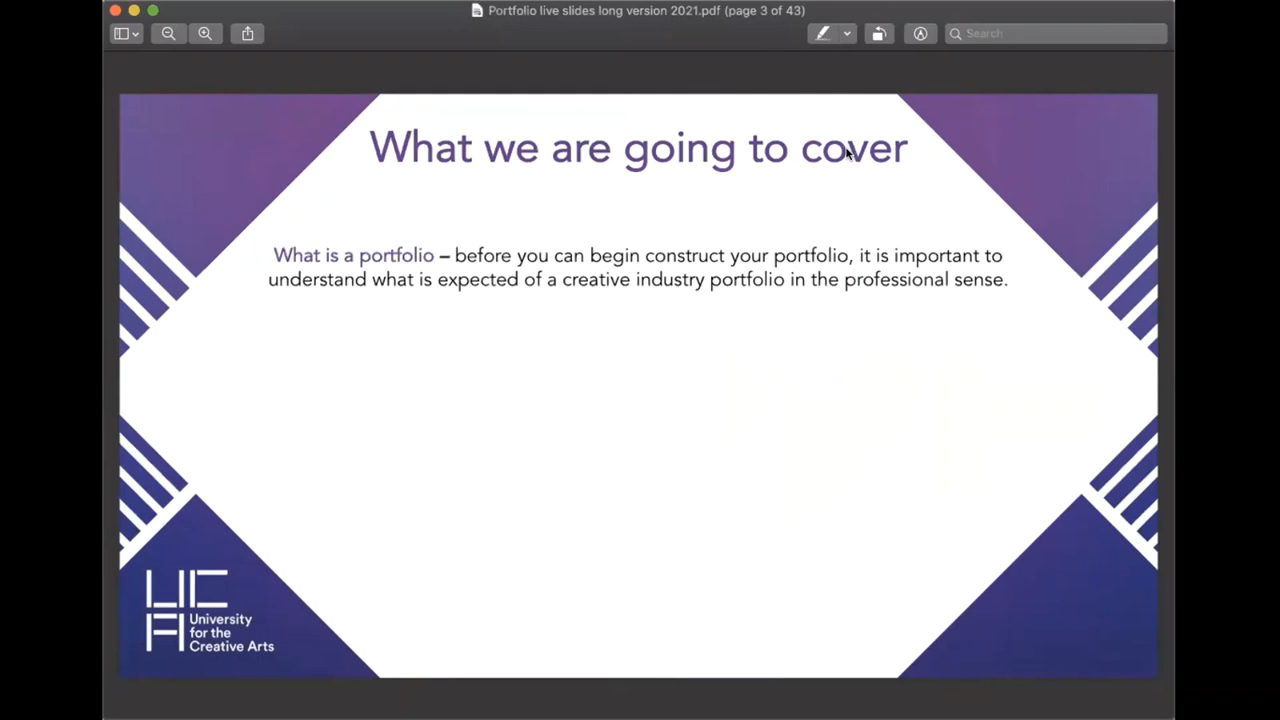 Portfolio live slides long version 2021.pdf (page 3 of 43)
Search
What we are going to cover
What is a portfolio – before you can begin construct your portfolio, it is important to
understand what is expected of a creative industry portfolio in the professional sense.
UCA
University
for the
Creative Arts